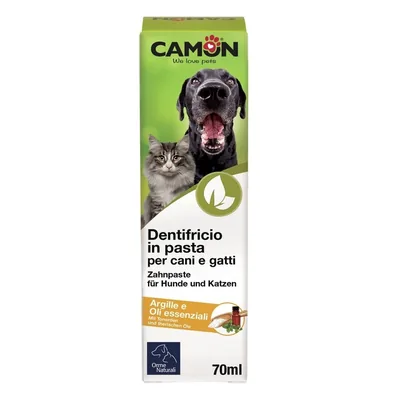 CAMON
We love pets
Dentifricio
in pasta
per cani e gatti
Zahnpaste
für Hunde und Katzen
Argille e
Oli essenziali
Mit Tonerden
und ätherischen Öle
Orme
Naturali
70ml